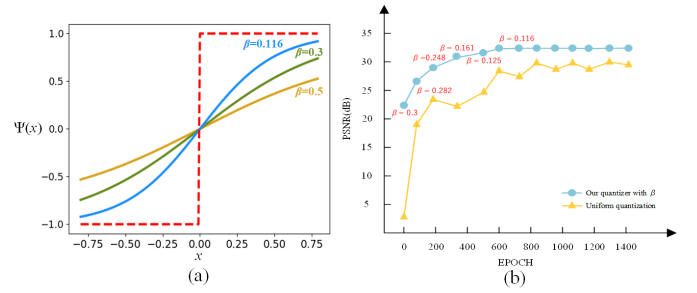 1.0
0.5
0.0
−0.5
−1.0
Ψ(x)
β=0.116
β=0.3
β=0.5
−0.75
−0.50
−0.25
0.00
0.25
0.50
0.75
x
(a)
35
30
25
20
15
10
5
PSNR(dB)
β = 0.3
β = 0.282
β = 0.248
β = 0.161
β = 0.125
β = 0.116
Our quantizer with β
Uniform quantization
0
200
400
600
800
1000
1200
1400
EPOCH
(b)